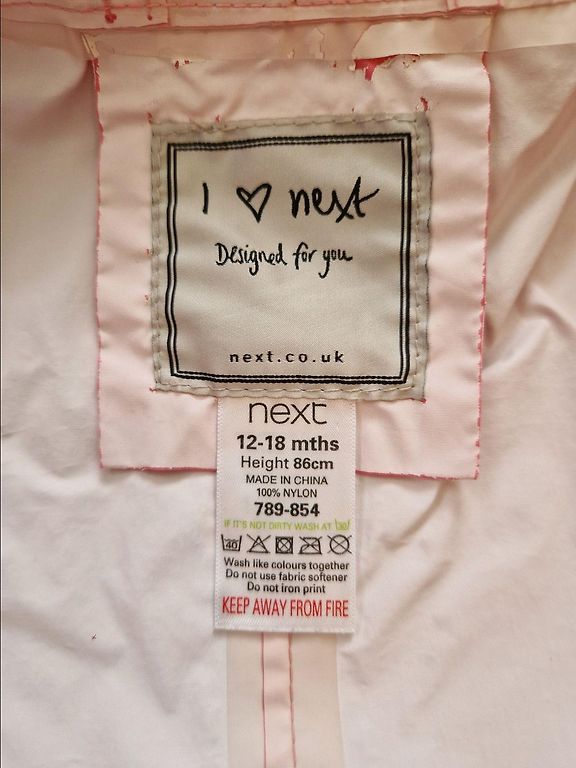 I ♡ next
Designed for you
next.co.uk
next
12-18 mths
Height 86cm
MADE IN CHINA
100% NYLON
789-854
IF IT'S NOT DIRTY WASH AT 30
40
Wash like colours together
Do not use fabric softener
Do not iron print
KEEP AWAY FROM FIRE